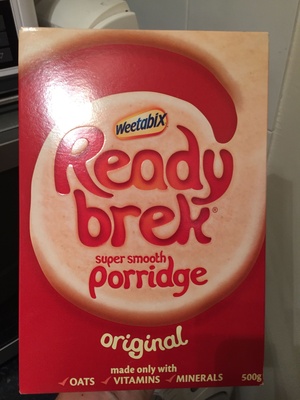 Weetabix
Ready
brek®
super smooth
porridge
original
made only with
✓OATS ✓VITAMINS ✓MINERALS 500g